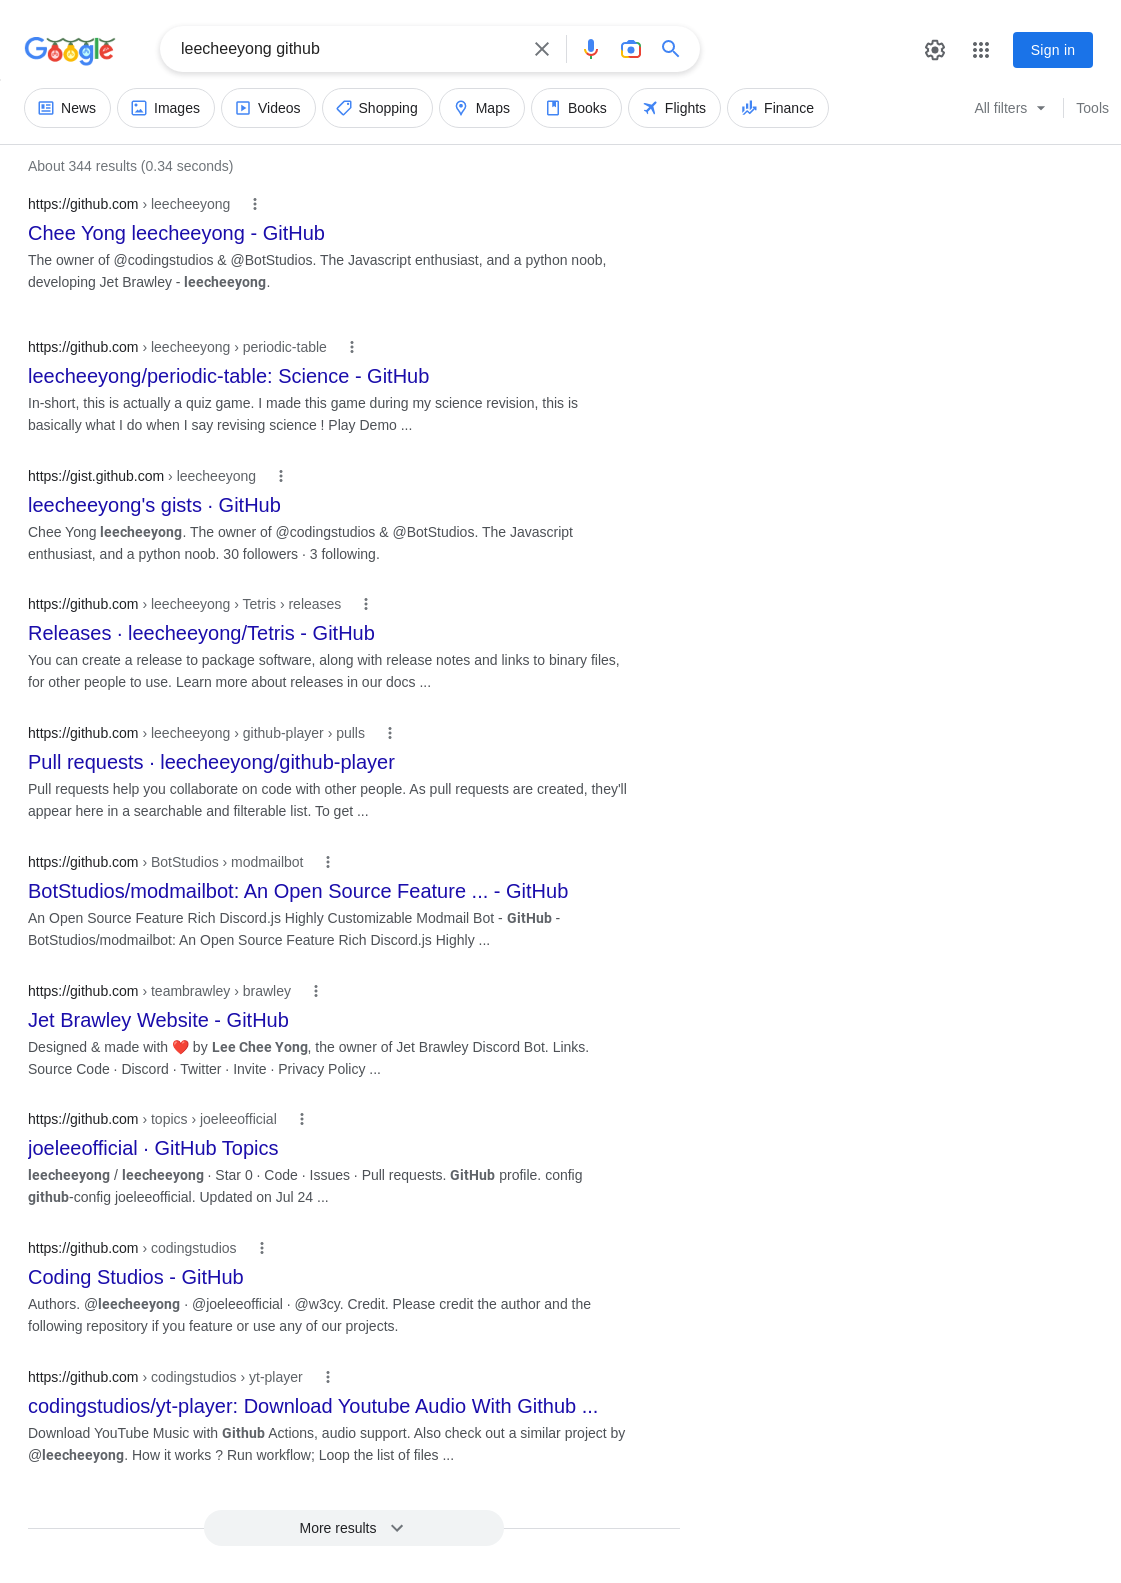 Google
leecheeyong github
Sign in
News Images Videos Shopping Maps Books Flights Finance All filters Tools
About 344 results (0.34 seconds)
https://github.com › leecheeyong
Chee Yong leecheeyong - GitHub
The owner of @codingstudios & @BotStudios. The Javascript enthusiast, and a python noob,
developing Jet Brawley - leecheeyong.
https://github.com › leecheeyong › periodic-table
leecheeyong/periodic-table: Science - GitHub
In-short, this is actually a quiz game. I made this game during my science revision, this is
basically what I do when I say revising science ! Play Demo ...
https://gist.github.com › leecheeyong
leecheeyong's gists · GitHub
Chee Yong leecheeyong. The owner of @codingstudios & @BotStudios. The Javascript
enthusiast, and a python noob. 30 followers · 3 following.
https://github.com › leecheeyong › Tetris › releases
Releases · leecheeyong/Tetris - GitHub
You can create a release to package software, along with release notes and links to binary files,
for other people to use. Learn more about releases in our docs ...
https://github.com › leecheeyong › github-player › pulls
Pull requests · leecheeyong/github-player
Pull requests help you collaborate on code with other people. As pull requests are created, they'll
appear here in a searchable and filterable list. To get ...
https://github.com › BotStudios › modmailbot
BotStudios/modmailbot: An Open Source Feature ... - GitHub
An Open Source Feature Rich Discord.js Highly Customizable Modmail Bot - GitHub -
BotStudios/modmailbot: An Open Source Feature Rich Discord.js Highly ...
https://github.com › teambrawley › brawley
Jet Brawley Website - GitHub
Designed & made with ❤️ by Lee Chee Yong, the owner of Jet Brawley Discord Bot. Links.
Source Code · Discord · Twitter · Invite · Privacy Policy ...
https://github.com › topics › joeleeofficial
joeleeofficial · GitHub Topics
leecheeyong / leecheeyong · Star 0 · Code · Issues · Pull requests. GitHub profile. config
github-config joeleeofficial. Updated on Jul 24 ...
https://github.com › codingstudios
Coding Studios - GitHub
Authors. @leecheeyong · @joeleeofficial · @w3cy. Credit. Please credit the author and the
following repository if you feature or use any of our projects.
https://github.com › codingstudios › yt-player
codingstudios/yt-player: Download Youtube Audio With Github ...
Download YouTube Music with Github Actions, audio support. Also check out a similar project by
@leecheeyong. How it works ? Run workflow; Loop the list of files ...
More results